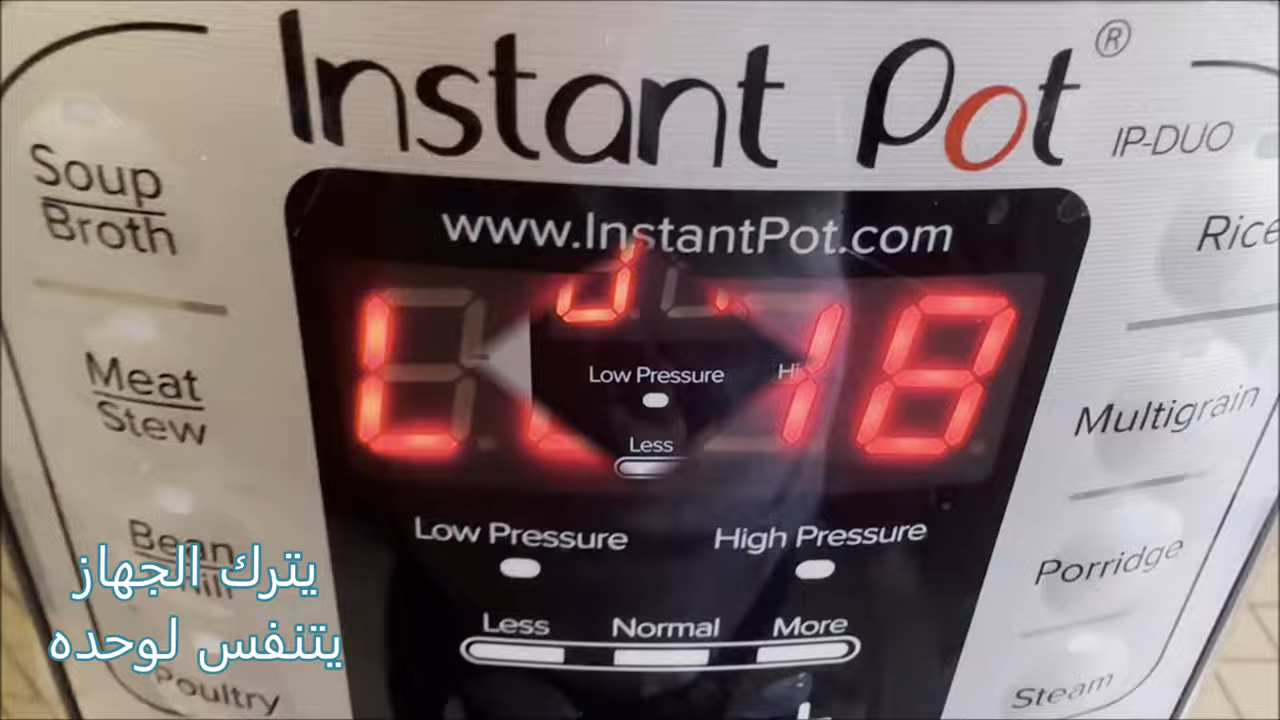 Instant Pot®
IP-DUO
www.InstantPot.com
Soup
Broth
Meat
Stew
Bean
Poultry
Low Pressure
Less
Low Pressure
High Pressure
Less Normal More
Rice
Multigrain
Porridge
Steam
يترك الجهاز
يتنفس لوحده